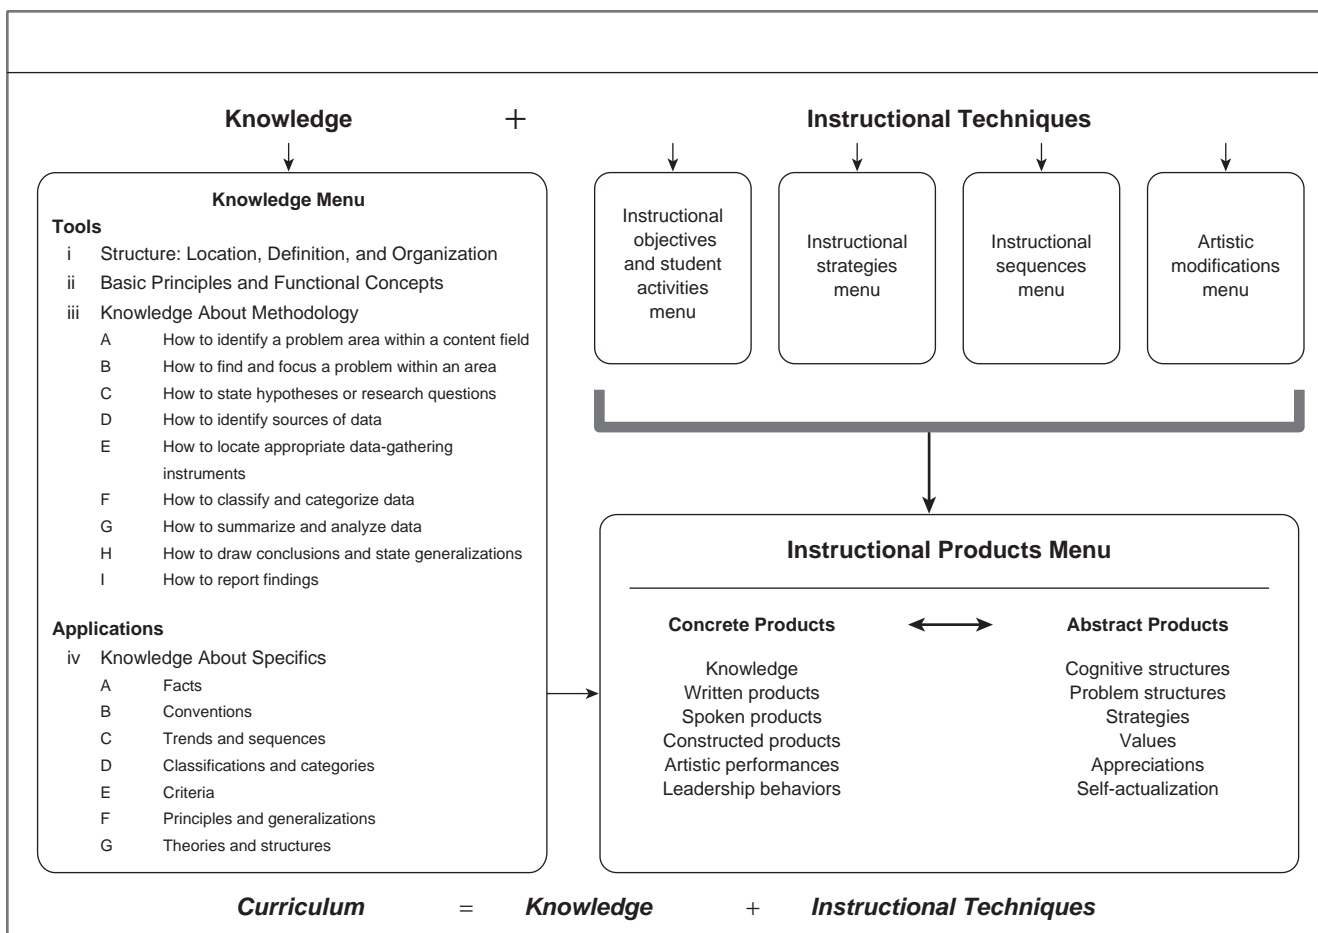 Knowledge + Instructional Techniques
Knowledge Menu
Tools
i Structure: Location, Definition, and Organization
ii Basic Principles and Functional Concepts
iii Knowledge About Methodology
A How to identify a problem area within a content field
B How to find and focus a problem within an area
C How to state hypotheses or research questions
D How to identify sources of data
E How to locate appropriate data-gathering
instruments
F How to classify and categorize data
G How to summarize and analyze data
H How to draw conclusions and state generalizations
I How to report findings
Applications
iv Knowledge About Specifics
A Facts
B Conventions
C Trends and sequences
D Classifications and categories
E Criteria
F Principles and generalizations
G Theories and structures
Instructional
objectives
and student
activities
menu
Instructional
strategies
menu
Instructional
sequences
menu
Artistic
modifications
menu
Instructional Products Menu
Concrete Products
Knowledge
Written products
Spoken products
Constructed products
Artistic performances
Leadership behaviors
Abstract Products
Cognitive structures
Problem structures
Strategies
Values
Appreciations
Self-actualization
Curriculum = Knowledge + Instructional Techniques